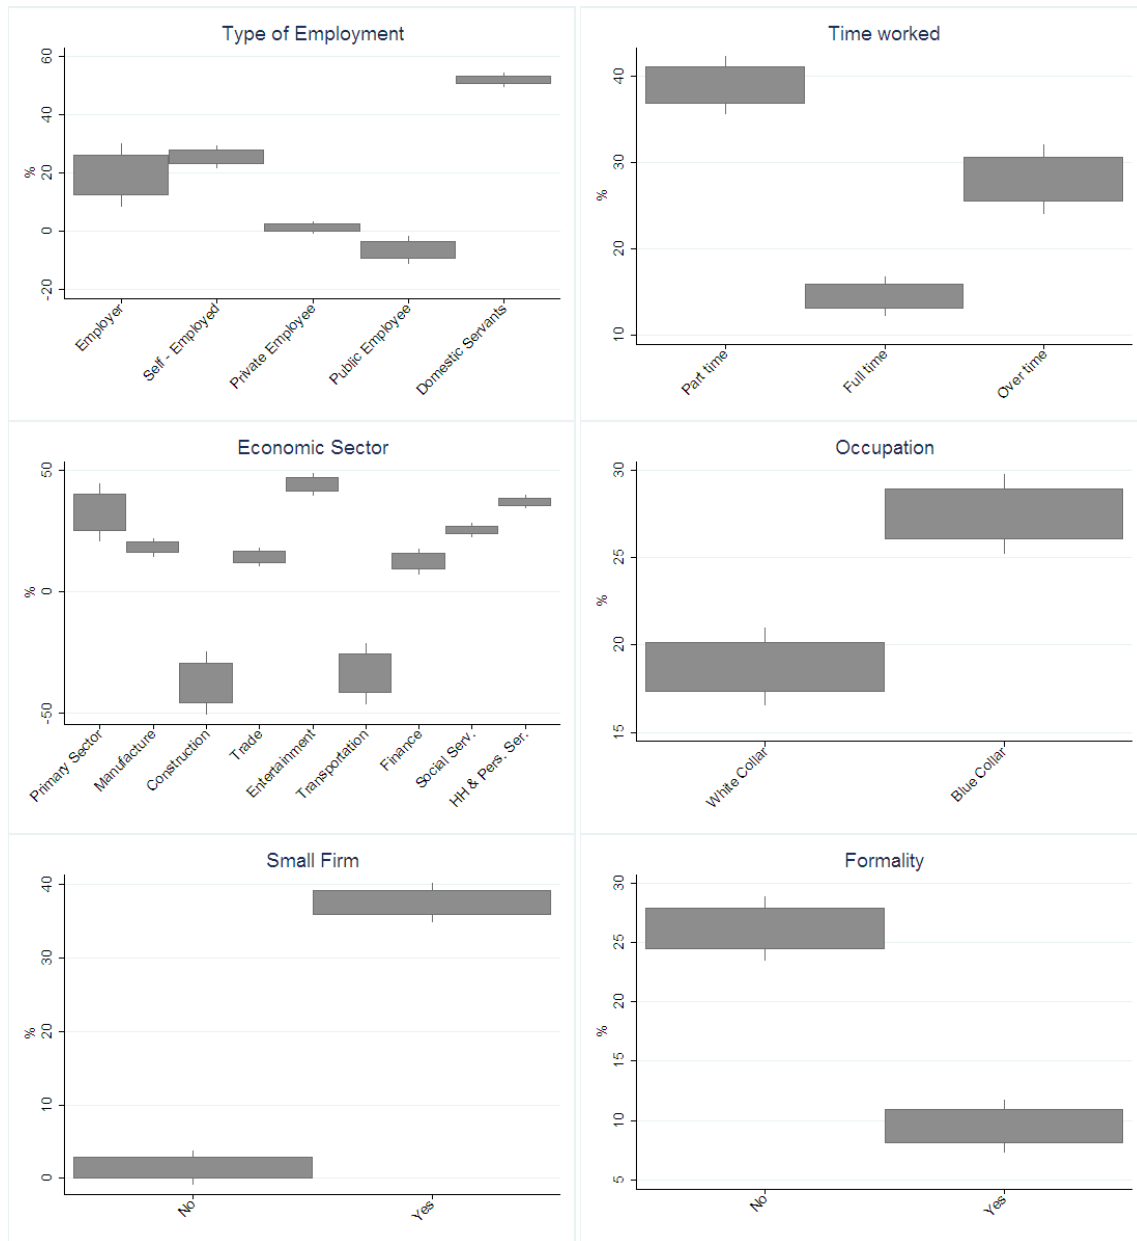 Type of Employment
%
60
40
20
0
-20
Employer
Self - Employed
Private Employee
Public Employee
Domestic Servants
Time worked
%
40
30
20
10
Part time
Full time
Over time
Economic Sector
%
50
0
-50
Primary Sector
Manufacture
Construction
Trade
Entertainment
Transportation
Finance
Social Serv.
HH & Pers. Ser.
Occupation
%
30
25
20
15
White Collar
Blue Collar
Small Firm
%
40
30
20
10
0
No
Yes
Formality
%
30
25
20
15
10
5
No
Yes